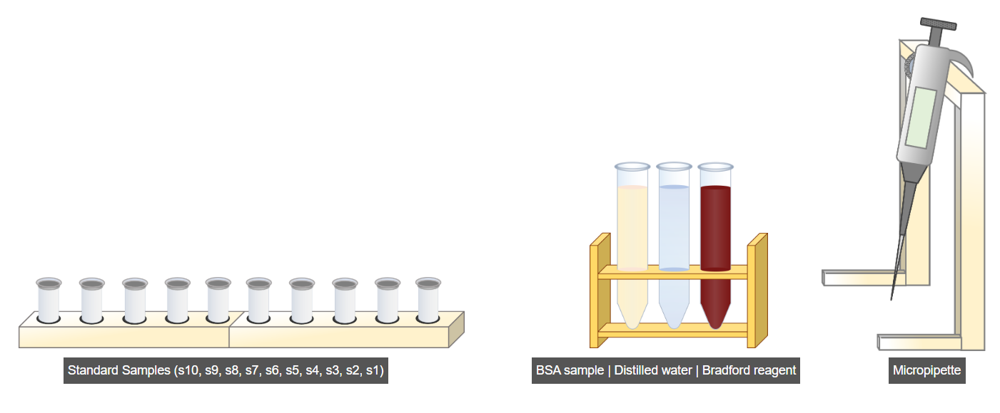 Standard Samples (s10, s9, s8, s7, s6, s5, s4, s3, s2, s1)
BSA sample | Distilled water | Bradford reagent
Micropipette